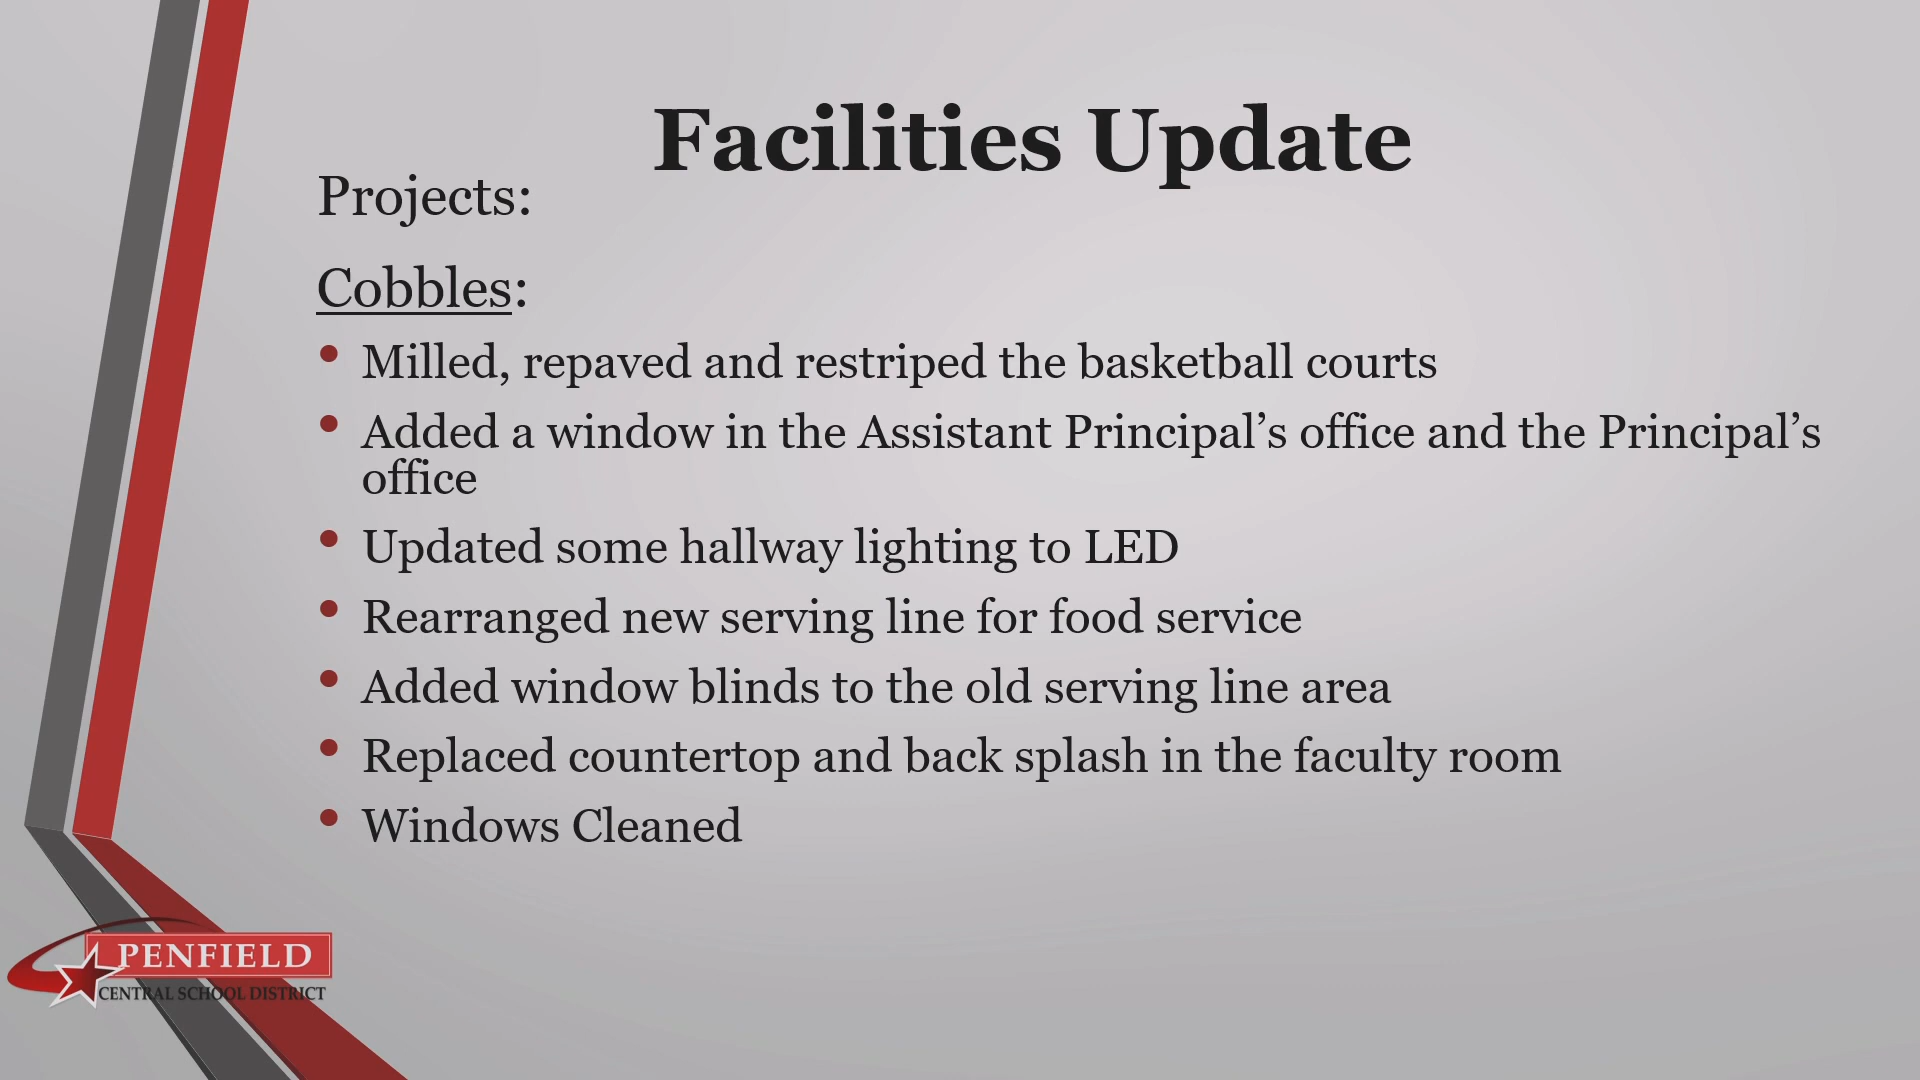 Facilities Update
Projects:
Cobbles:
• Milled, repaved and restriped the basketball courts
• Added a window in the Assistant Principal’s office and the Principal’s
office
• Updated some hallway lighting to LED
• Rearranged new serving line for food service
• Added window blinds to the old serving line area
• Replaced countertop and back splash in the faculty room
• Windows Cleaned
PENFIELD
CENTRAL SCHOOL DISTRICT